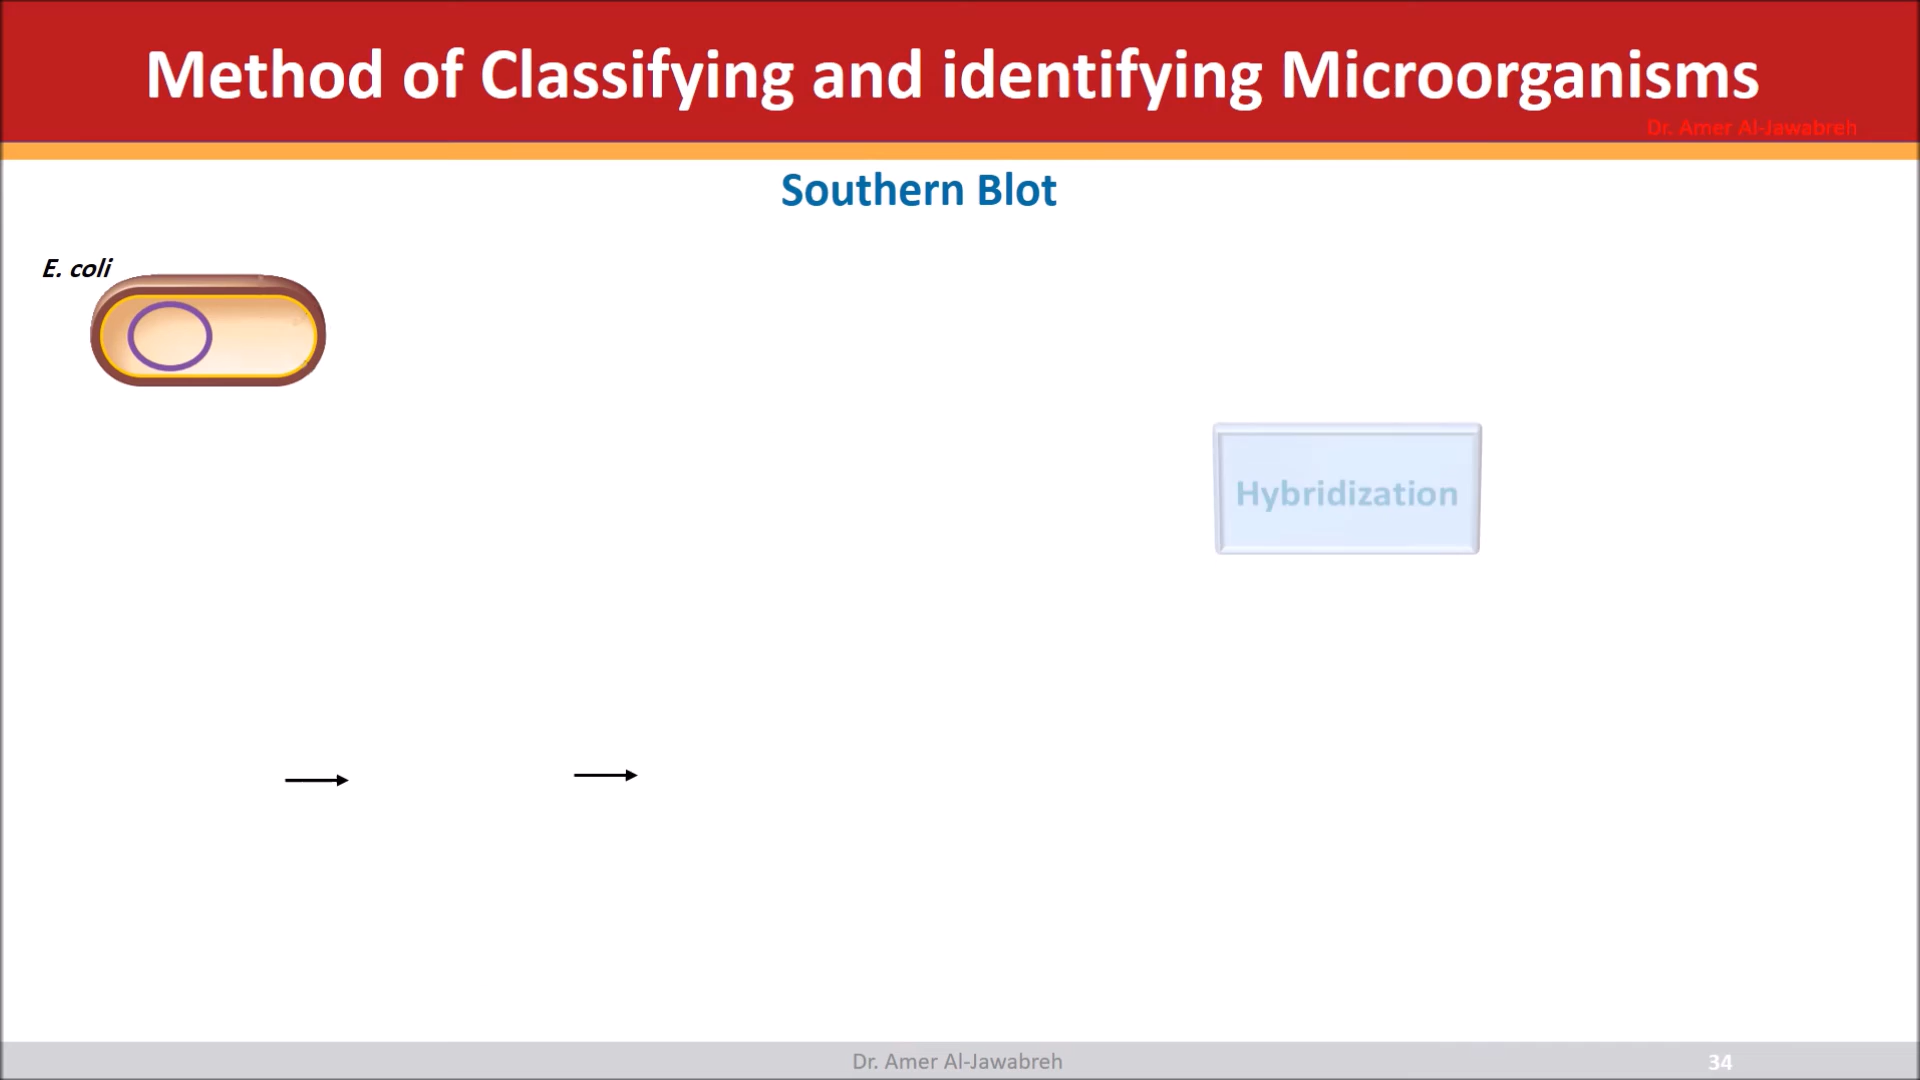 Method of Classifying and identifying Microorganisms
Dr. Amer Al-Jawabreh
Southern Blot
E. coli
Hybridization
Dr. Amer Al-Jawabreh
34